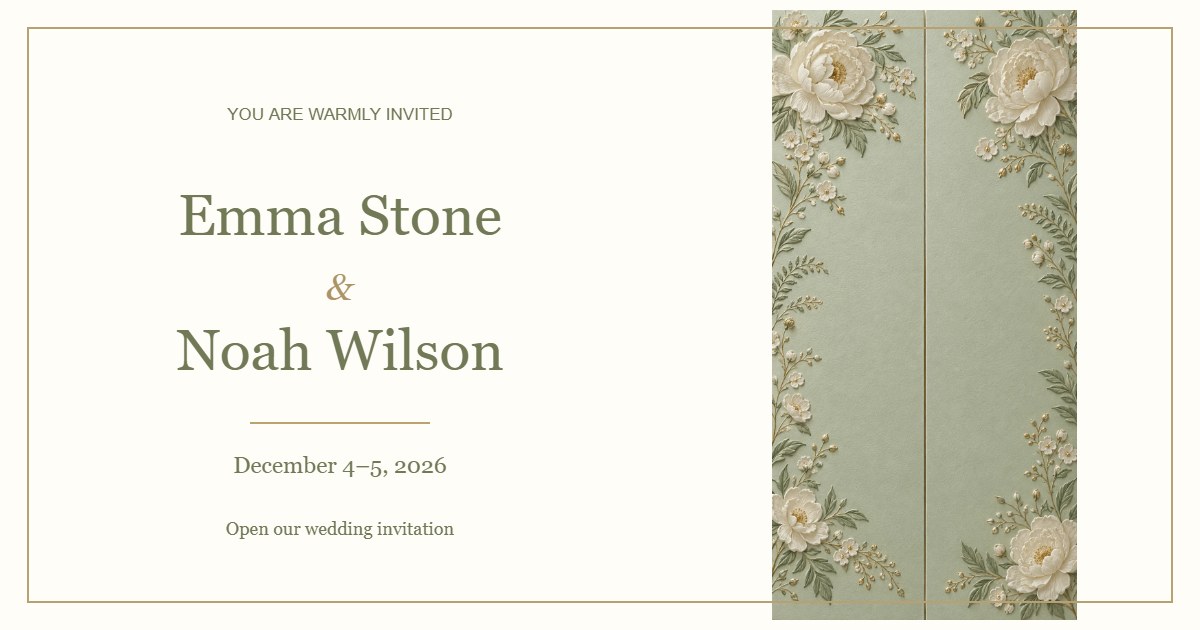 YOU ARE WARMLY INVITED
Emma Stone
&
Noah Wilson
December 4–5, 2026
Open our wedding invitation